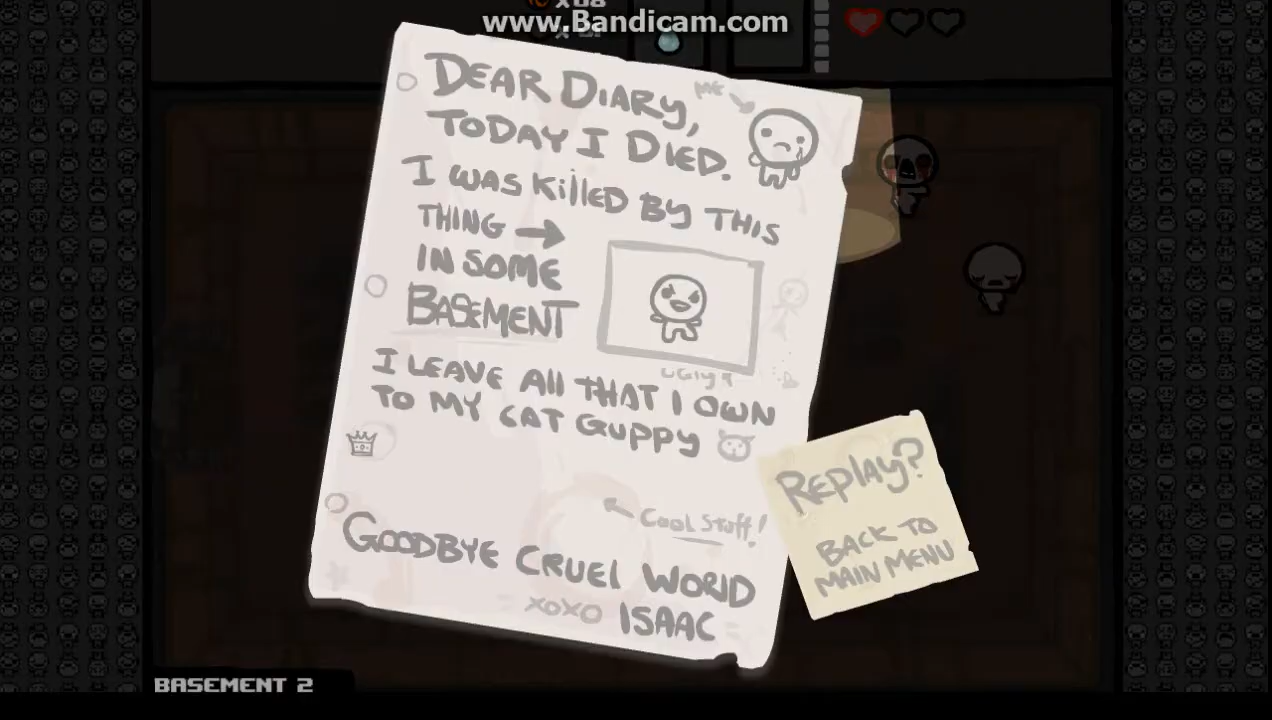 www.Bandicam.com
DEAR DIARY,
ME
TODAY I DIED.
I WAS KILLED BY THIS
THING
IN SOME
BASEMENT
UGLY
I LEAVE ALL THAT I OWN
TO MY CAT GUPPY
COOL STUFF!
GOODBYE CRUEL WORLD
XOXO ISAAC
REPLAY?
BACK TO
MAIN MENU
BASEMENT 2